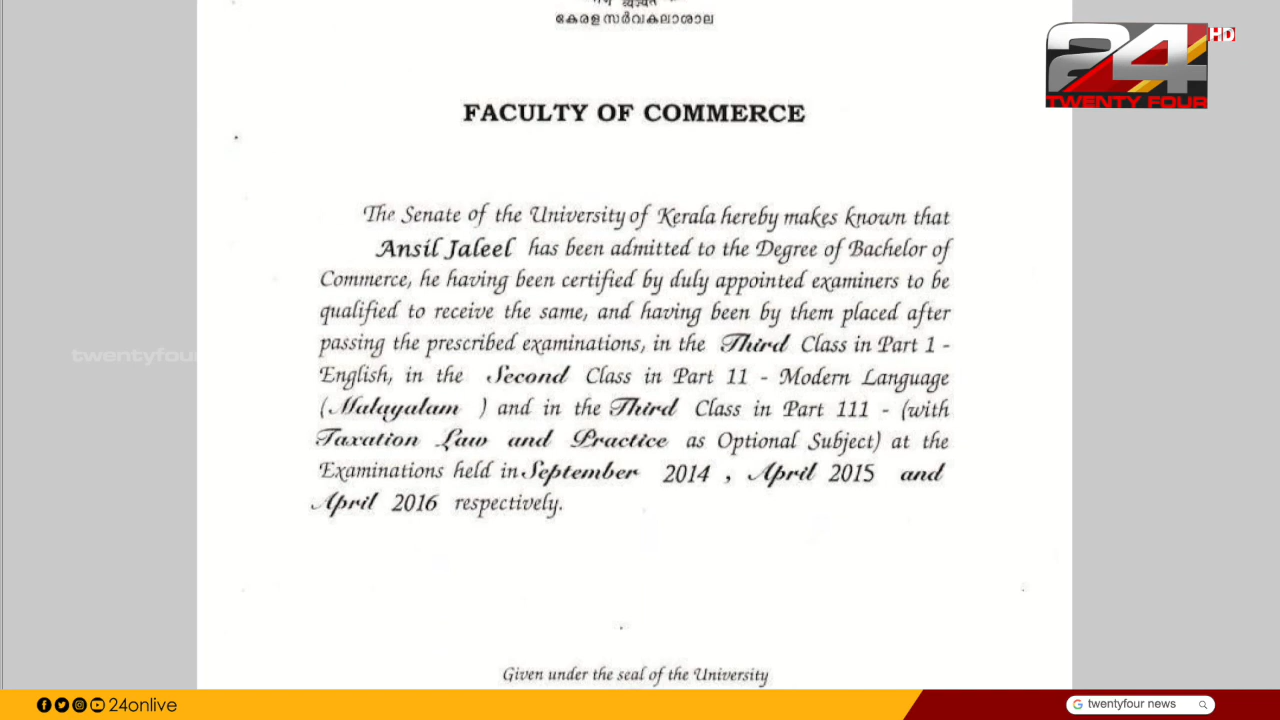 കേരള സർവകലാശാല
24 HD
TWENTY FOUR
FACULTY OF COMMERCE
The Senate of the University of Kerala hereby makes known that
Ansil Jaleel has been admitted to the Degree of Bachelor of
Commerce, he having been certified by duly appointed examiners to be
qualified to receive the same, and having been by them placed after
passing the prescribed examinations, in the Third Class in Part 1 -
twentyfour
English, in the Second Class in Part 11 - Modern Language
(Malayalam ) and in the Third Class in Part 111 - (with
Taxation Law and Practice as Optional Subject) at the
Examinations held in September 2014 , April 2015 and
April 2016 respectively.
Given under the seal of the University
24onlive
twentyfour news